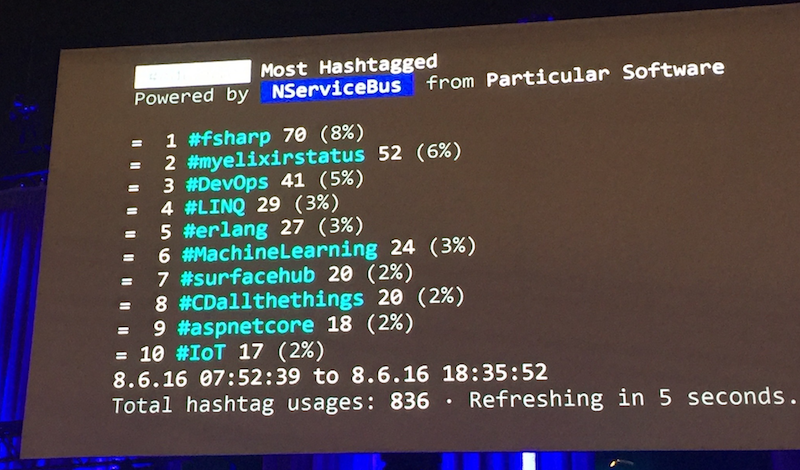 Most Hashtagged
Powered by NServiceBus from Particular Software
= 1 #fsharp 70 (8%)
= 2 #myelixirstatus 52 (6%)
= 3 #DevOps 41 (5%)
= 4 #LINQ 29 (3%)
= 5 #erlang 27 (3%)
= 6 #MachineLearning 24 (3%)
= 7 #surfacehub 20 (2%)
= 8 #CDallthethings 20 (2%)
= 9 #aspnetcore 18 (2%)
= 10 #IoT 17 (2%)
8.6.16 07:52:39 to 8.6.16 18:35:52
Total hashtag usages: 836 · Refreshing in 5 seconds.